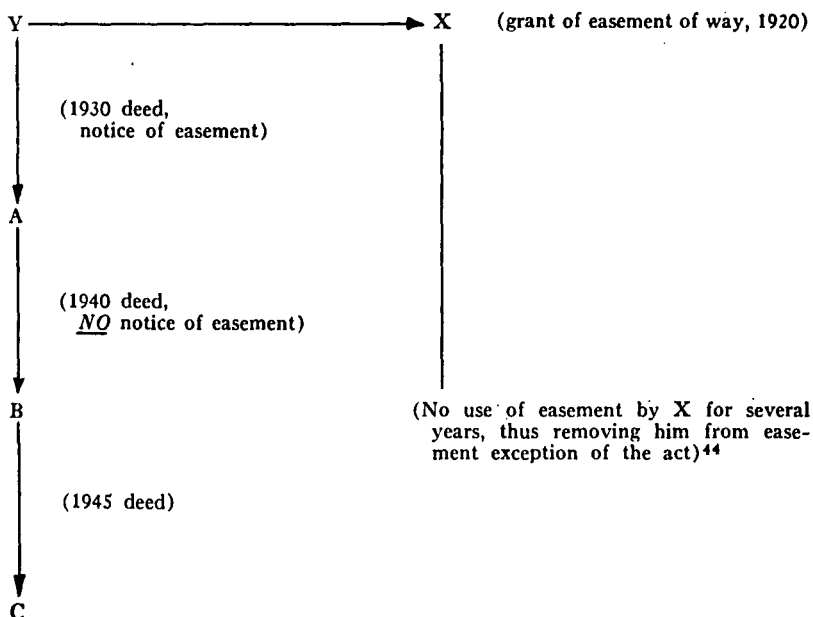 Y X (grant of easement of way, 1920)
(1930 deed,
notice of easement)
A
(1940 deed,
NO notice of easement)
B
(No use of easement by X for several
years, thus removing him from ease-
ment exception of the act)44
(1945 deed)
C